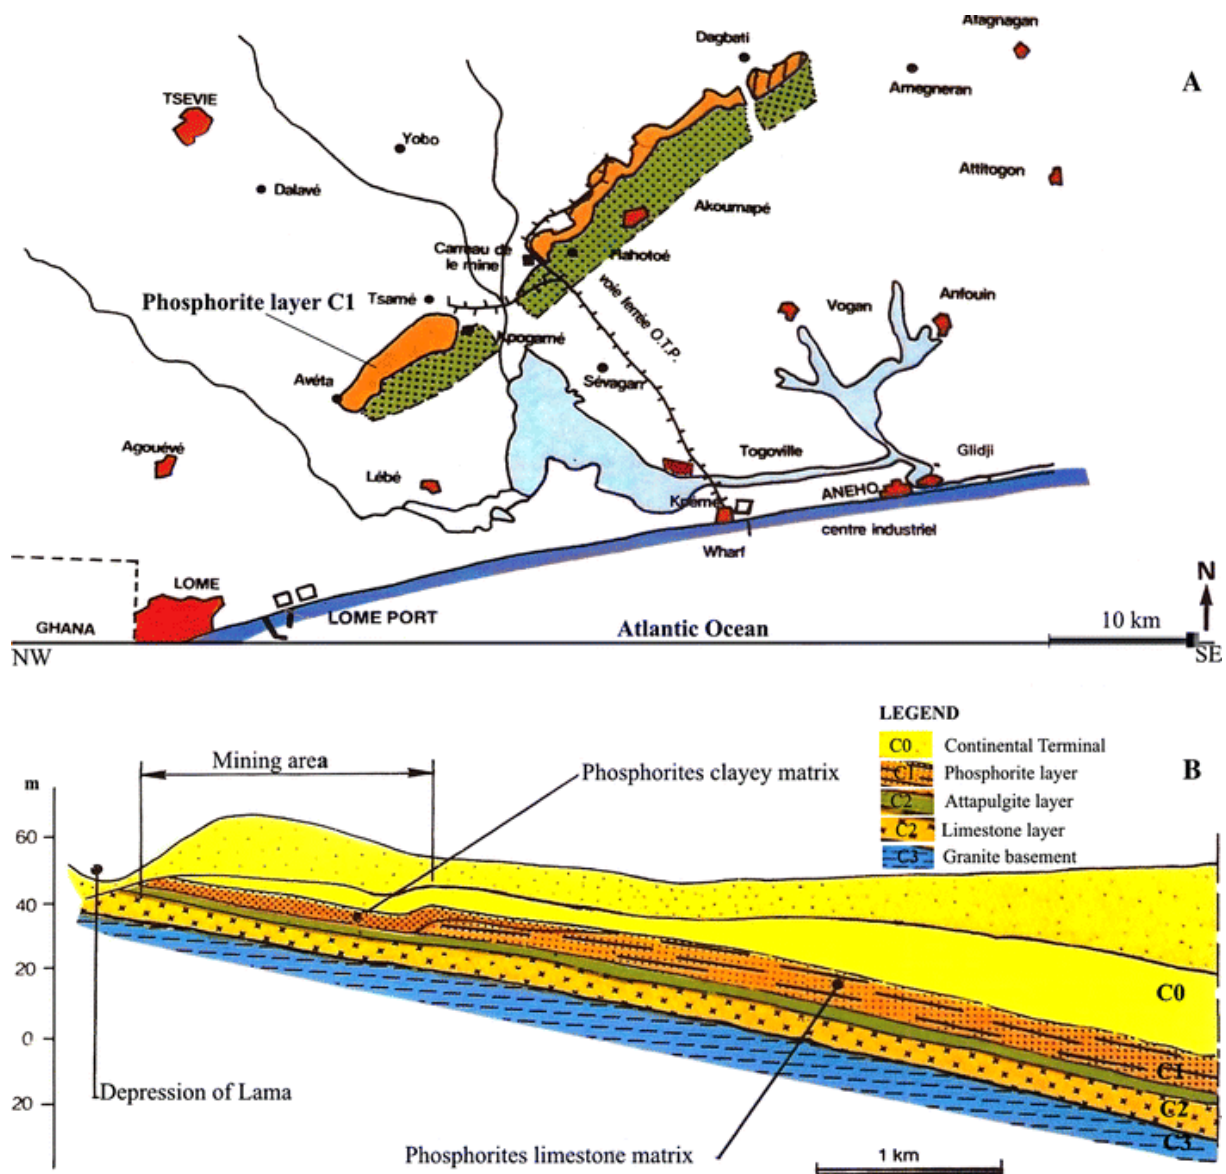 Afagnagan
Dagbati
A
Amegneran
TSEVIE
Yobo
Attitogon
Dalavé
Akoumapé
Carreau de
le mine
Hahotoé
Phosphorite layer C1
Tsamé
voie ferrée O.T.P.
Vogan
Anfouin
Kpogamé
Avéta
Sévagan
Agouévé
Togoville
Glidji
Lébé
Kpémé
ANEHO
centre industriel
Wharf
LOME
N
LOME PORT
10 km
GHANA
Atlantic Ocean
NW
SE
LEGEND
C0 Continental Terminal
B
Mining area
Phosphorites clayey matrix
C1 Phosphorite layer
m
C2 Attapulgite layer
60
C2 Limestone layer
C3 Granite basement
40
20
C0
0
C1
Depression of Lama
20
C2
C3
Phosphorites limestone matrix
1 km